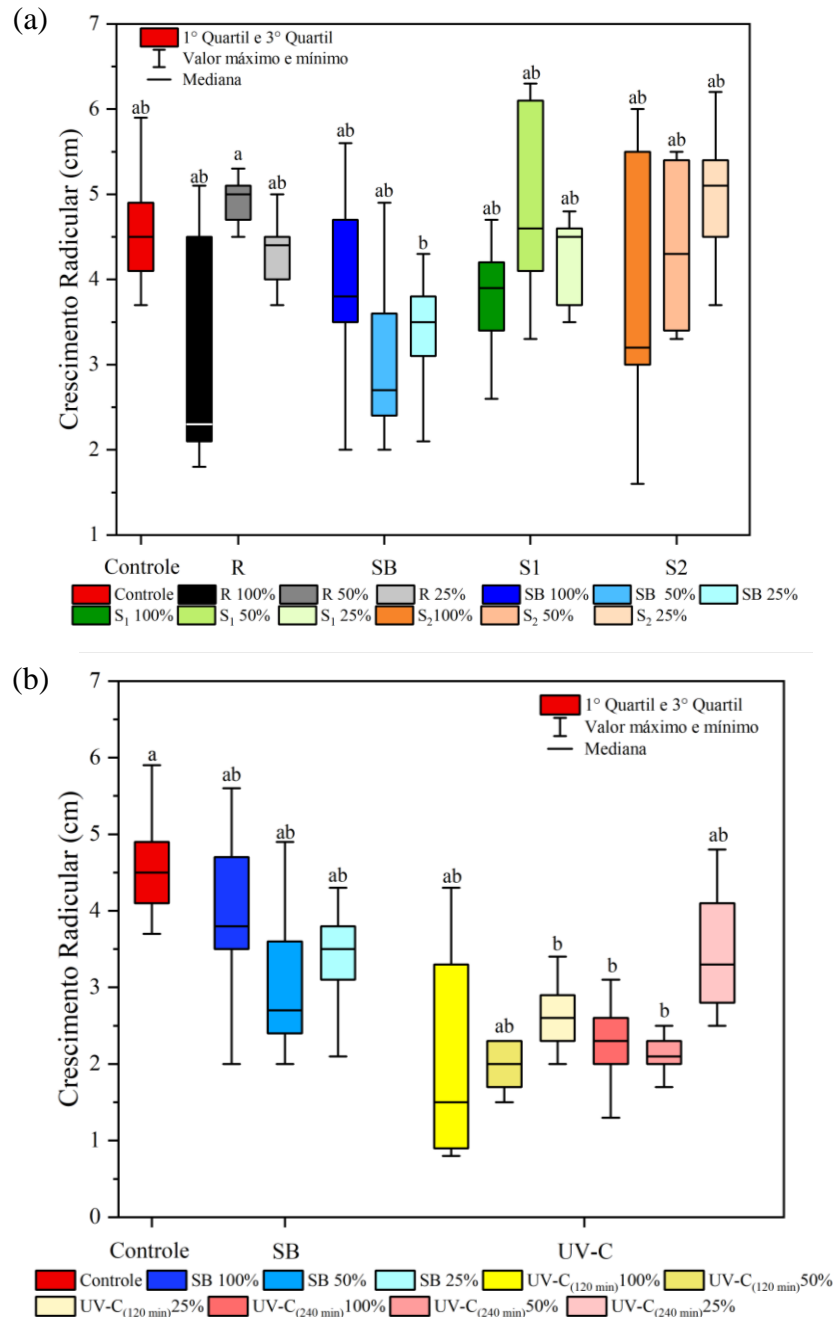 (a)
7
1° Quartil e 3° Quartil
Valor máximo e mínimo
Mediana
6
5
4
3
2
1
Crescimento Radicular (cm)
ab
ab
a
ab
ab
ab
b
ab
ab
ab
ab
ab
ab
Controle R SB S1 S2
Controle R 100% R 50% R 25% SB 100% SB 50% SB 25%
S₁ 100% S₁ 50% S₁ 25% S₂100% S₂ 50% S₂ 25%
(b)
7
1° Quartil e 3° Quartil
Valor máximo e mínimo
Mediana
6
5
4
3
2
1
0
Crescimento Radicular (cm)
a
ab
ab
ab
ab
ab
b
b
b
ab
Controle SB UV-C
Controle SB 100% SB 50% SB 25% UV-C(120 min)100% UV-C(120 min)50%
UV-C(120 min)25% UV-C(240 min)100% UV-C(240 min)50% UV-C(240 min)25%